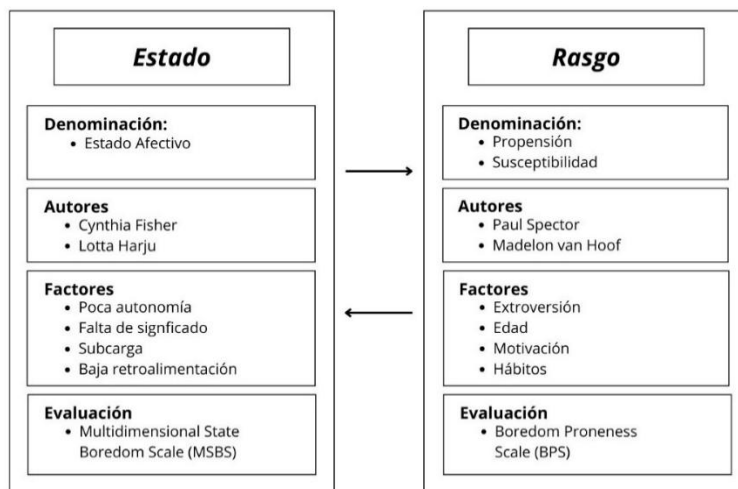 Estado
Denominación:
• Estado Afectivo
Autores
• Cynthia Fisher
• Lotta Harju
Factores
• Poca autonomía
• Falta de signficado
• Subcarga
• Baja retroalimentación
Evaluación
• Multidimensional State
Boredom Scale (MSBS)
Rasgo
Denominación:
• Propensión
• Susceptibilidad
Autores
• Paul Spector
• Madelon van Hoof
Factores
• Extroversión
• Edad
• Motivación
• Hábitos
Evaluación
• Boredom Proneness
Scale (BPS)